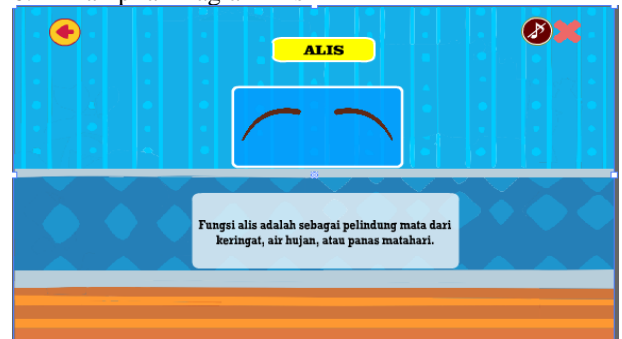 ALIS
Fungsi alis adalah sebagai pelindung mata dari
keringat, air hujan, atau panas matahari.